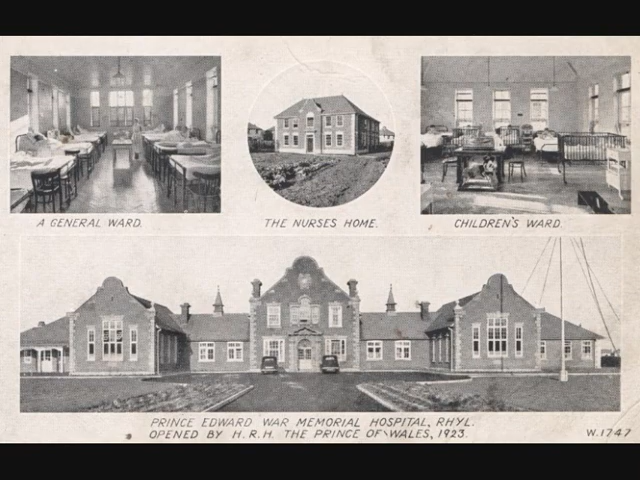 A GENERAL WARD.
THE NURSES HOME.
CHILDREN'S WARD.
PRINCE EDWARD WAR MEMORIAL HOSPITAL, RHYL.
OPENED BY H.R.H. THE PRINCE OF WALES, 1923.
W.1747